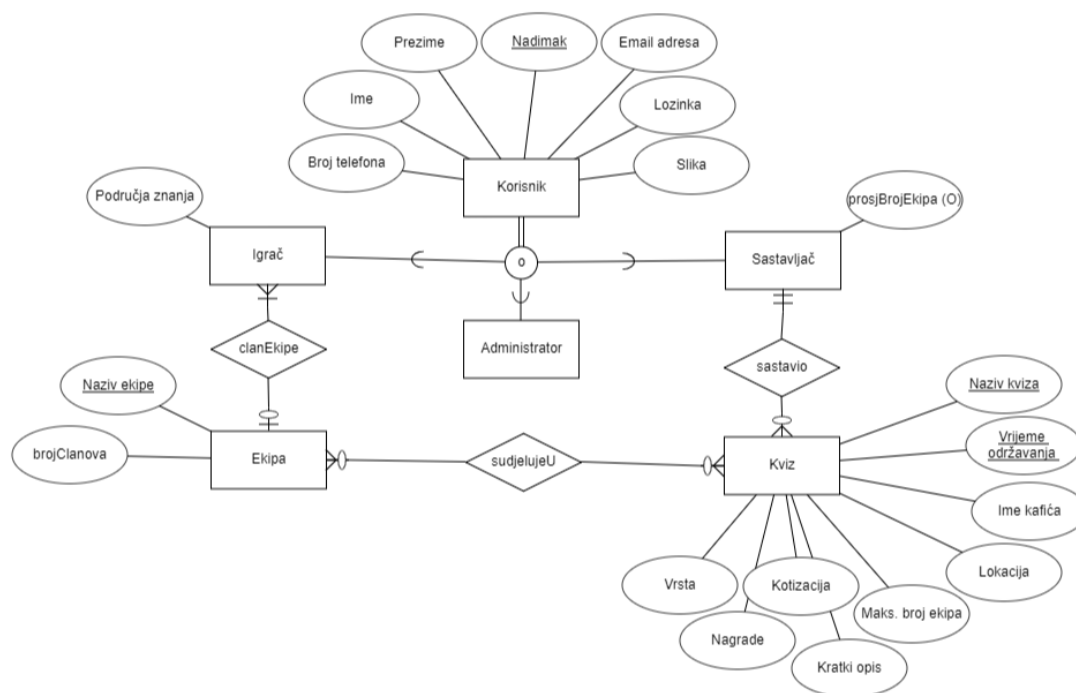 Prezime
Nadimak
Email adresa
Ime
Lozinka
Broj telefona
Slika
Korisnik
Područja znanja
prosjBrojEkipa (O)
Igrač
o
Sastavljač
Administrator
clanEkipe
sastavio
Naziv ekipe
Naziv kviza
brojClanova
Ekipa
sudjelujeU
Kviz
Vrijeme
održavanja
Ime kafića
Lokacija
Vrsta
Kotizacija
Maks. broj ekipa
Nagrade
Kratki opis